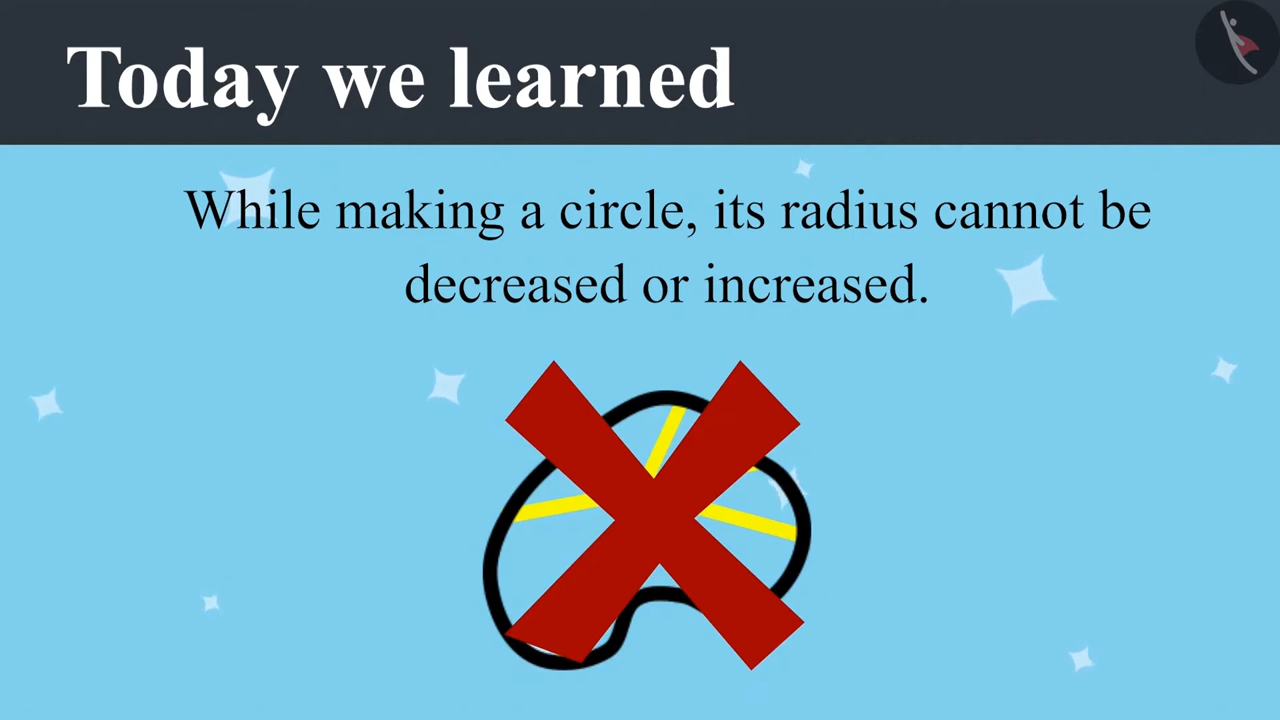 Today we learned
While making a circle, its radius cannot be
decreased or increased.